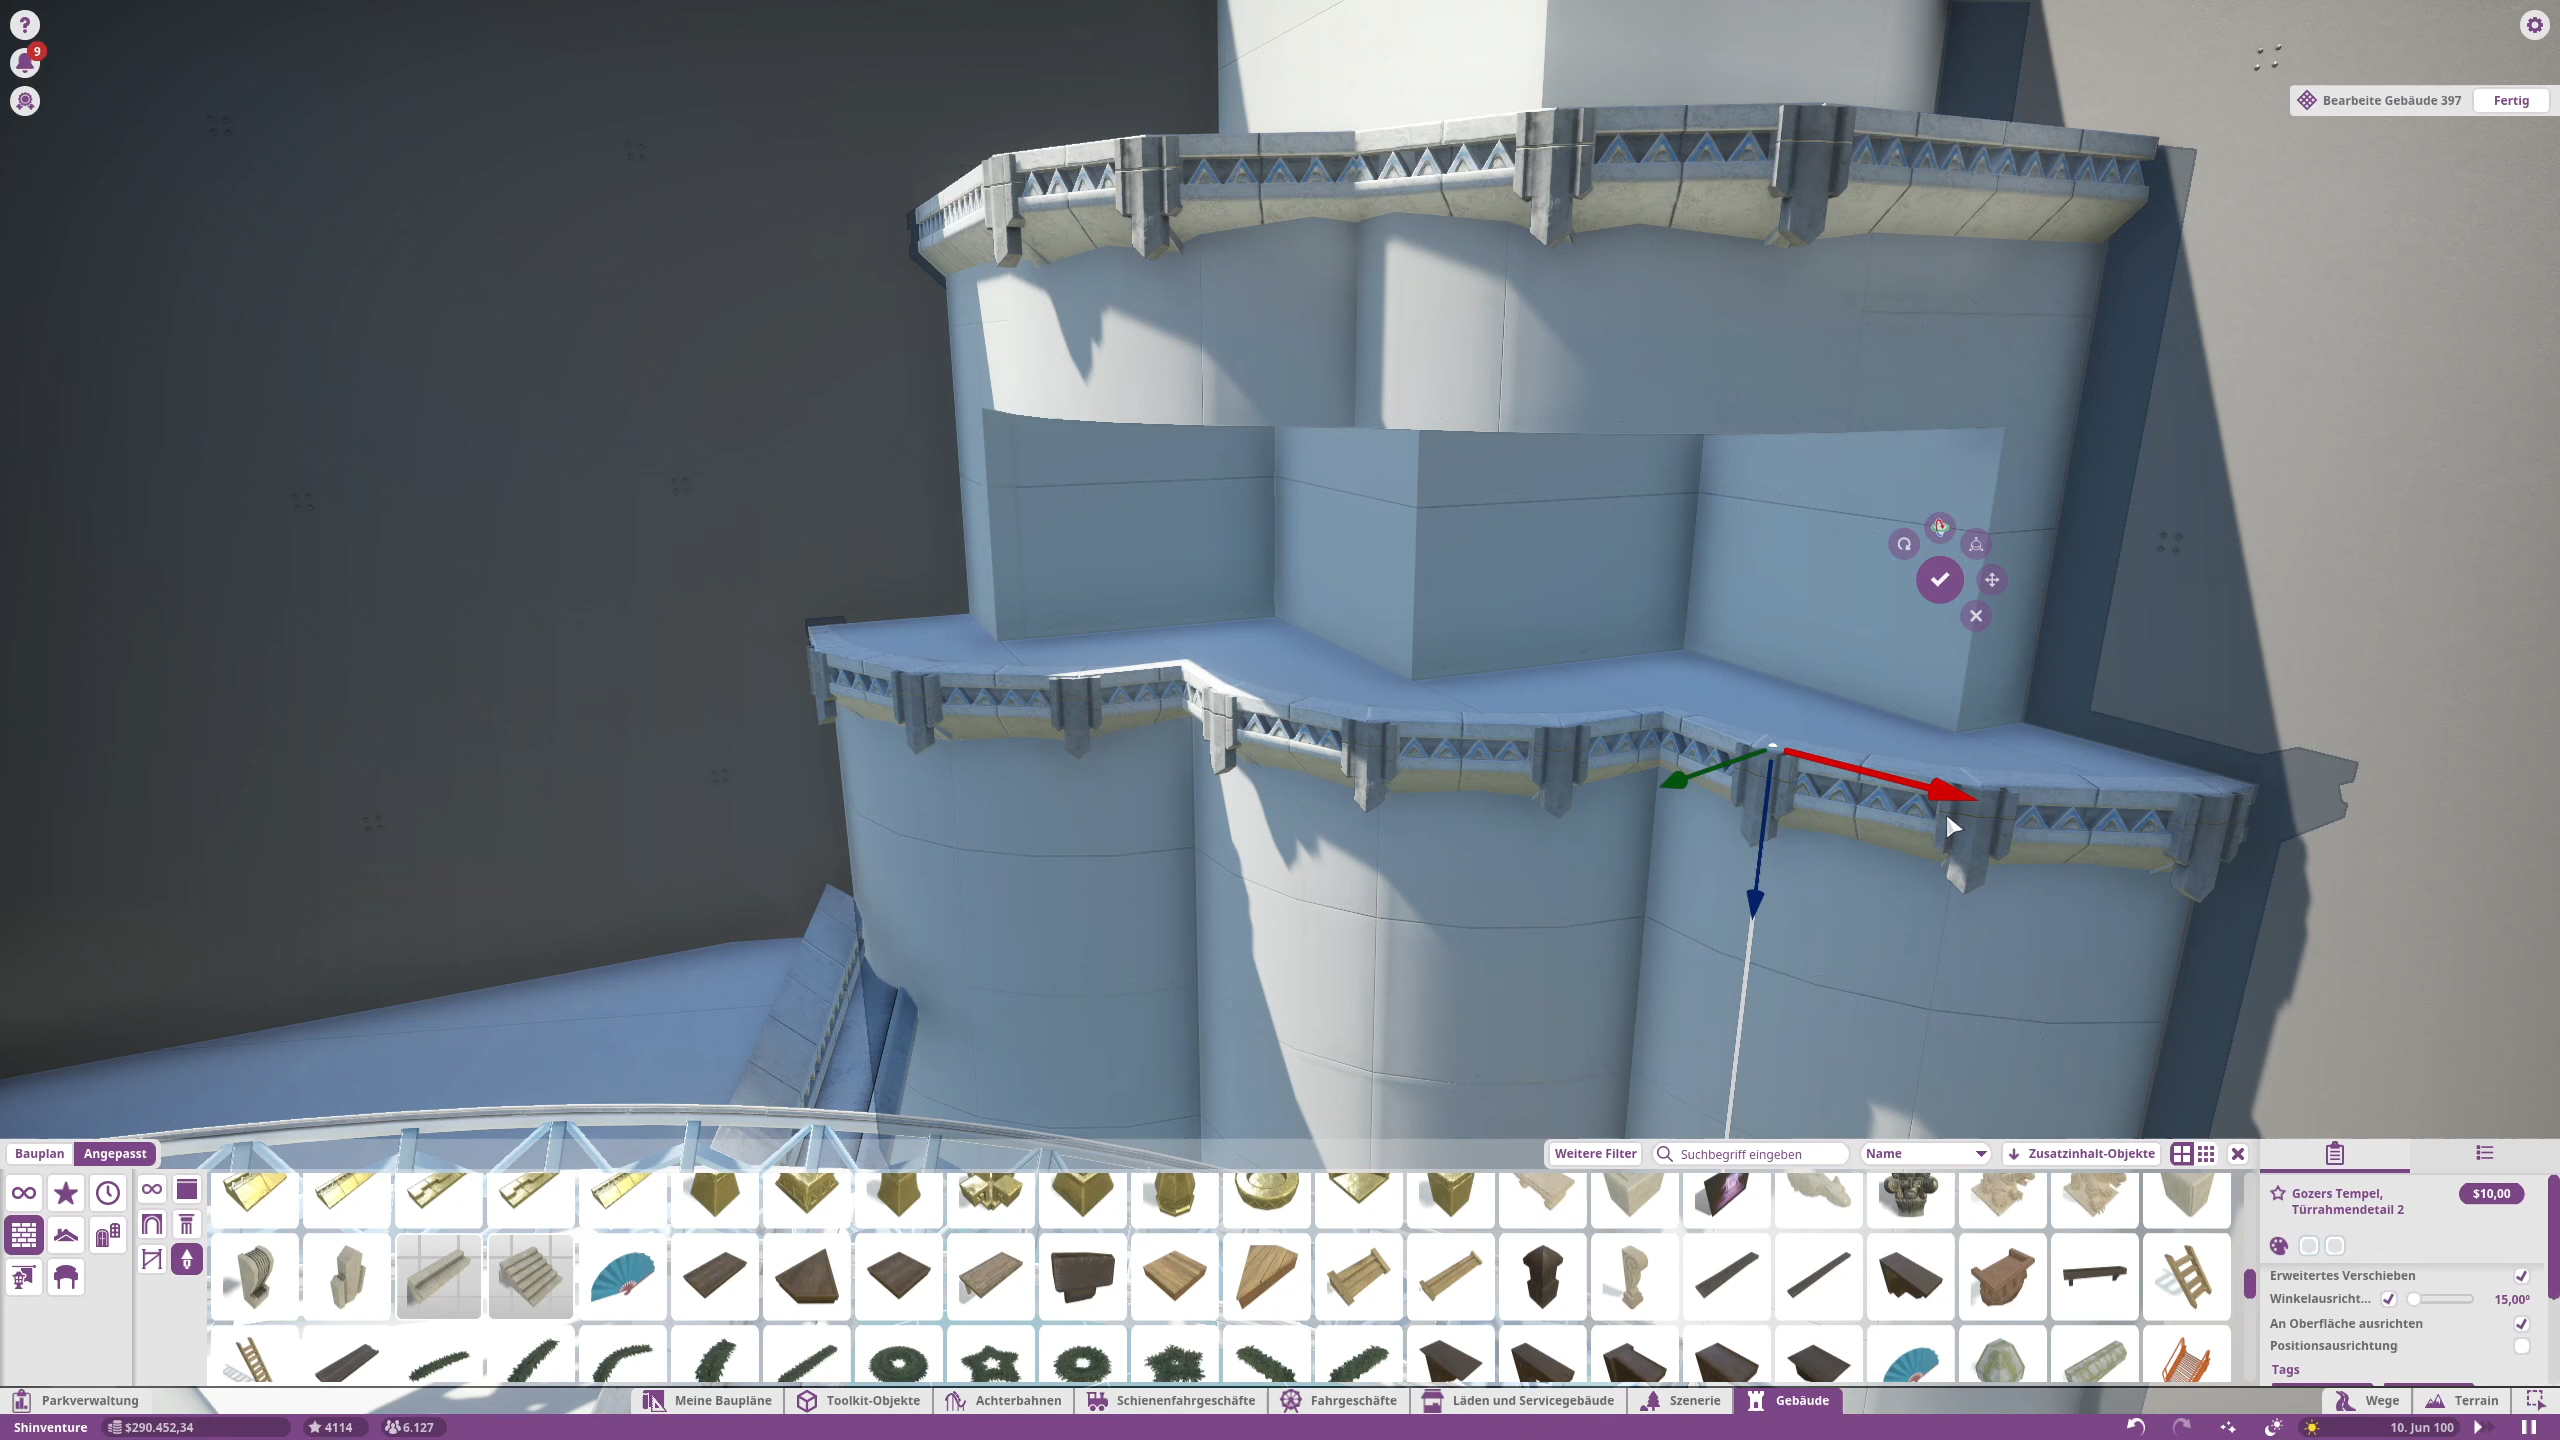 ?
9
Bearbeite Gebäude 397
Fertig
Bauplan
Angepasst
Weitere Filter
Suchbegriff eingeben
Name
Zusatzinhalt-Objekte
Gozers Tempel,
Türrahmendetail 2
$10,00
Erweitertes Verschieben
Winkelausricht...
15,00°
An Oberfläche ausrichten
Positionsausrichtung
Tags
Parkverwaltung
Meine Baupläne
Toolkit-Objekte
Achterbahnen
Schienenfahrgeschäfte
Fahrgeschäfte
Läden und Servicegebäude
Szenerie
Gebäude
Wege
Terrain
Shinventure
$290.452,34
4114
6.127
10. Jun 100